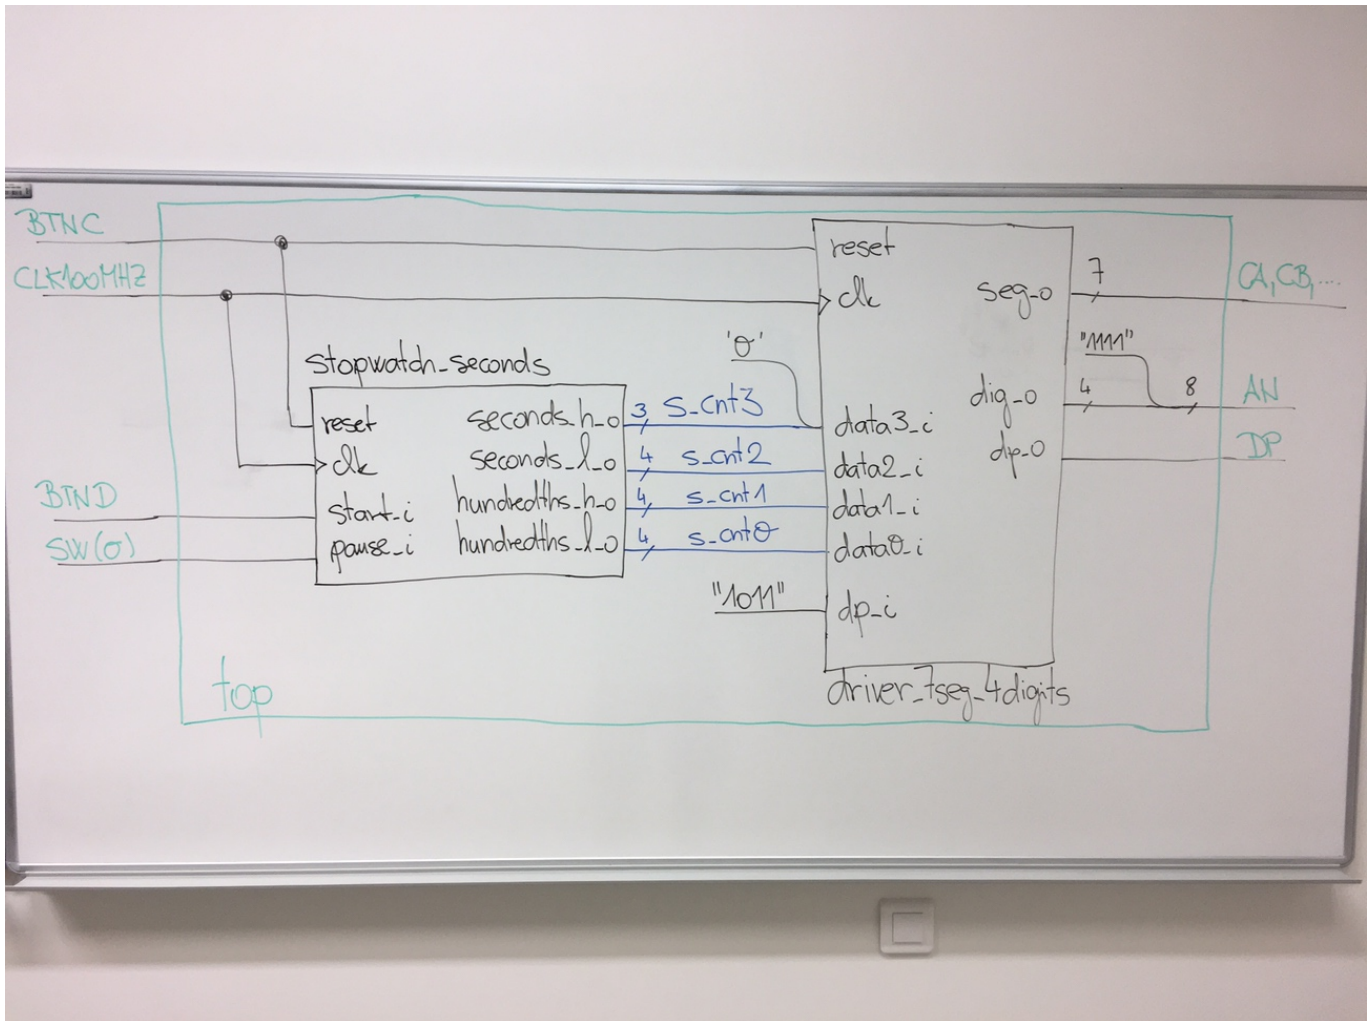 BTNC
CLK100MHZ
BTND
SW(0)
top
stopwatch_seconds
reset
clk
start_i
pause_i
seconds_h_o
seconds_l_o
hundredths_h_o
hundredths_l_o
3 s_cnt3
4 s_cnt2
4 s_cnt1
4 s_cnt0
'0'
"1011"
reset
clk
data3_i
data2_i
data1_i
data0_i
dp_i
seg_o
dig_o
dp_o
driver_7seg_4digits
7
"1111"
4
8
CA,CB,....
AN
DP